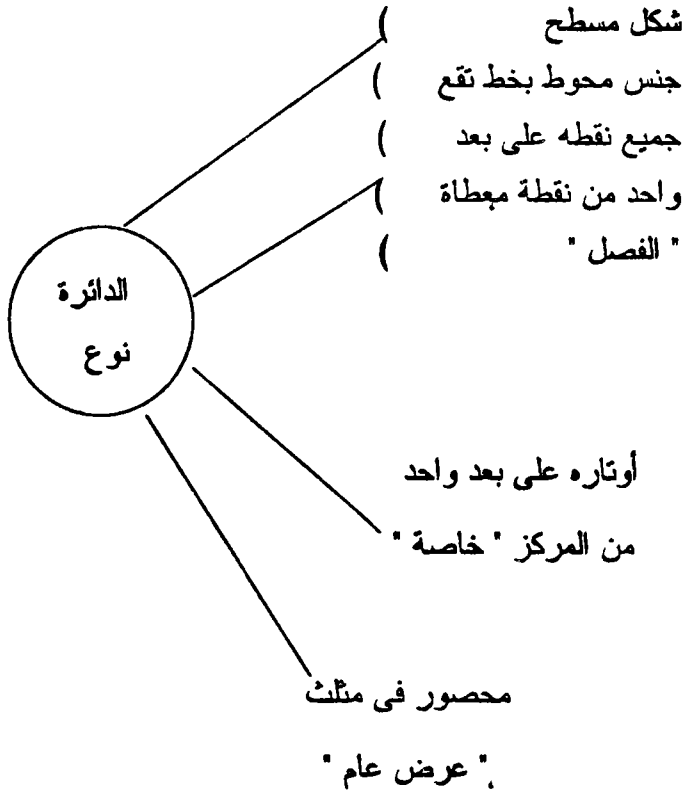 شكل مسطح (
جنس محوط بخط تقع (
جميع نقطه على بعد (
واحد من نقطة معطاة (
" الفصل " (
الدائرة
نوع
أوتاره على بعد واحد
من المركز " خاصة "
محصور فى مثلث
" عرض عام "